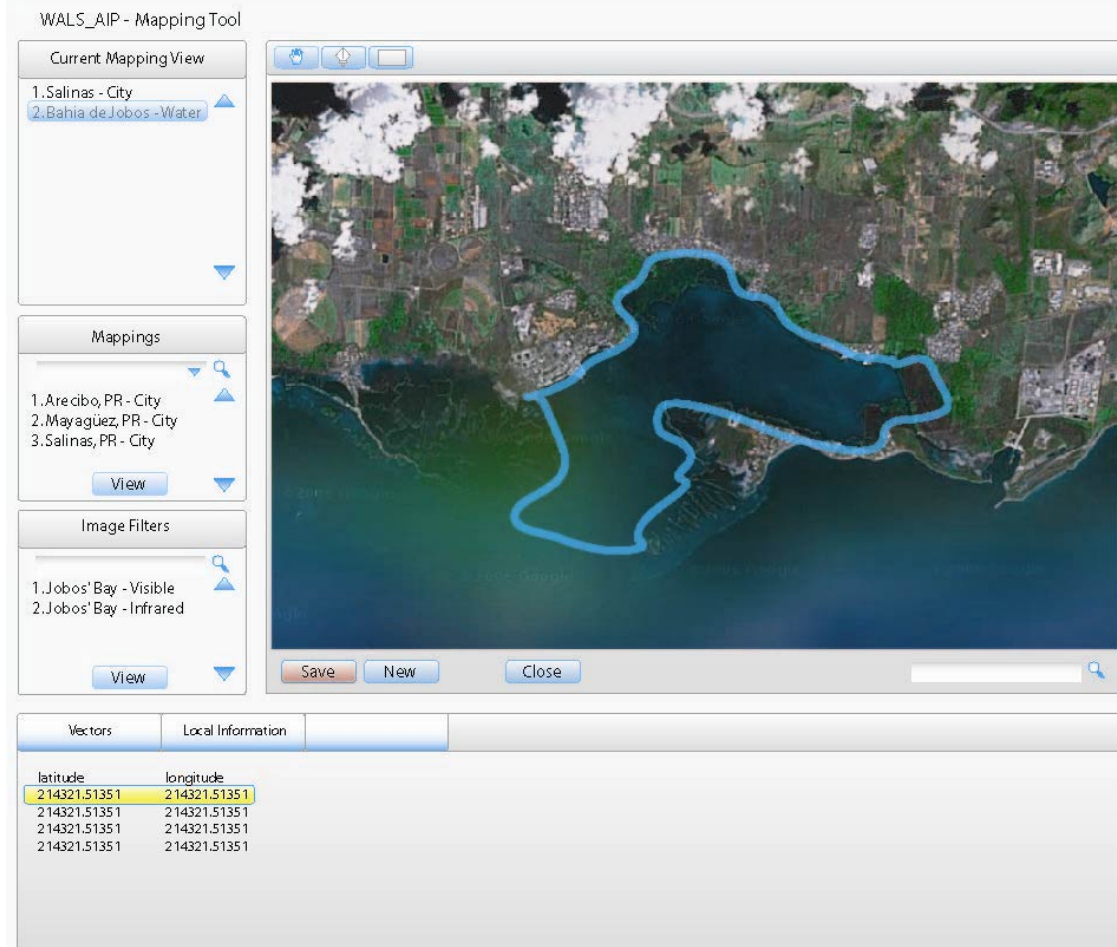 WALS_AIP - Mapping Tool
Current Mapping View
1.Salinas - City
2.Bahia de Jobos - Water
Mappings
1.Arecibo, PR - City
2.Mayagüez, PR - City
3.Salinas, PR - City
View
Image Filters
1.Jobos' Bay - Visible
2.Jobos' Bay - Infrared
View
Save New Close
Vectors Local Information
latitude longitude
214321.51351 214321.51351
214321.51351 214321.51351
214321.51351 214321.51351
214321.51351 214321.51351